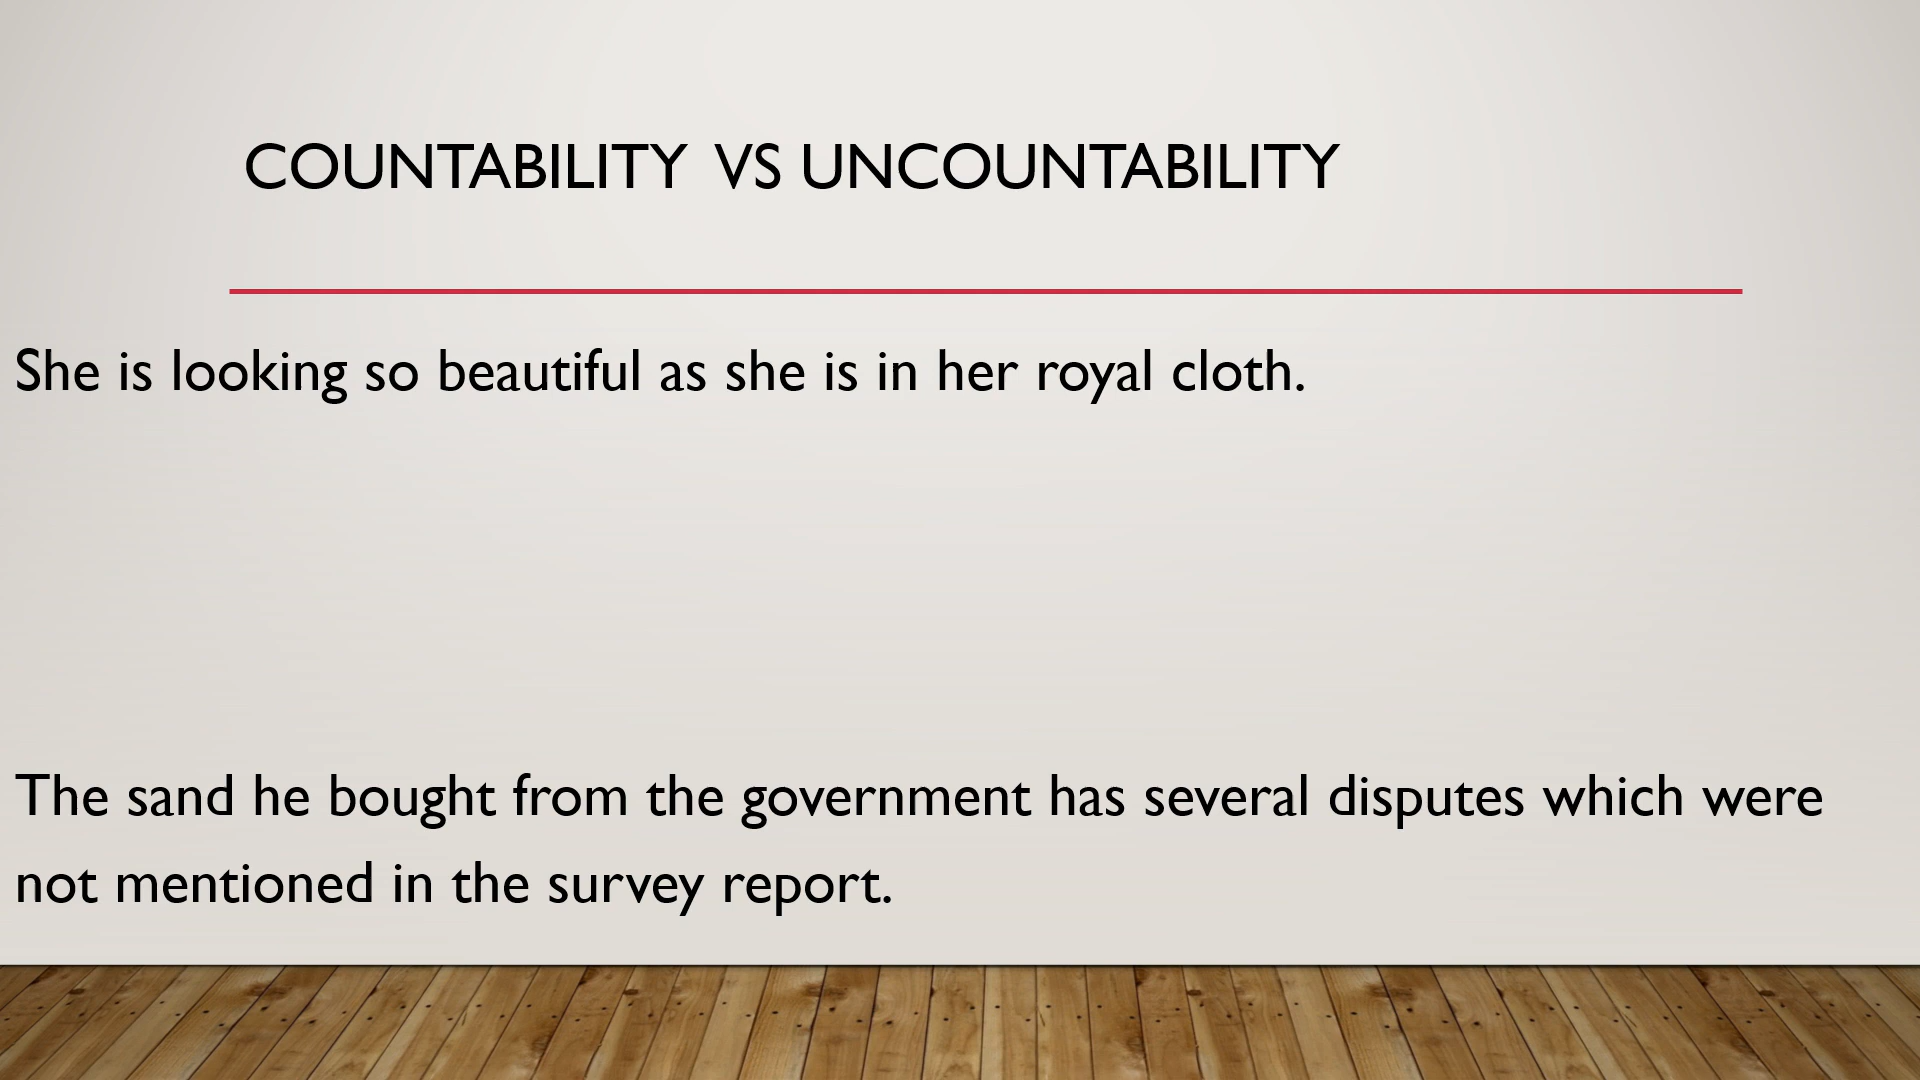 COUNTABILITY VS UNCOUNTABILITY
She is looking so beautiful as she is in her royal cloth.
The sand he bought from the government has several disputes which were
not mentioned in the survey report.